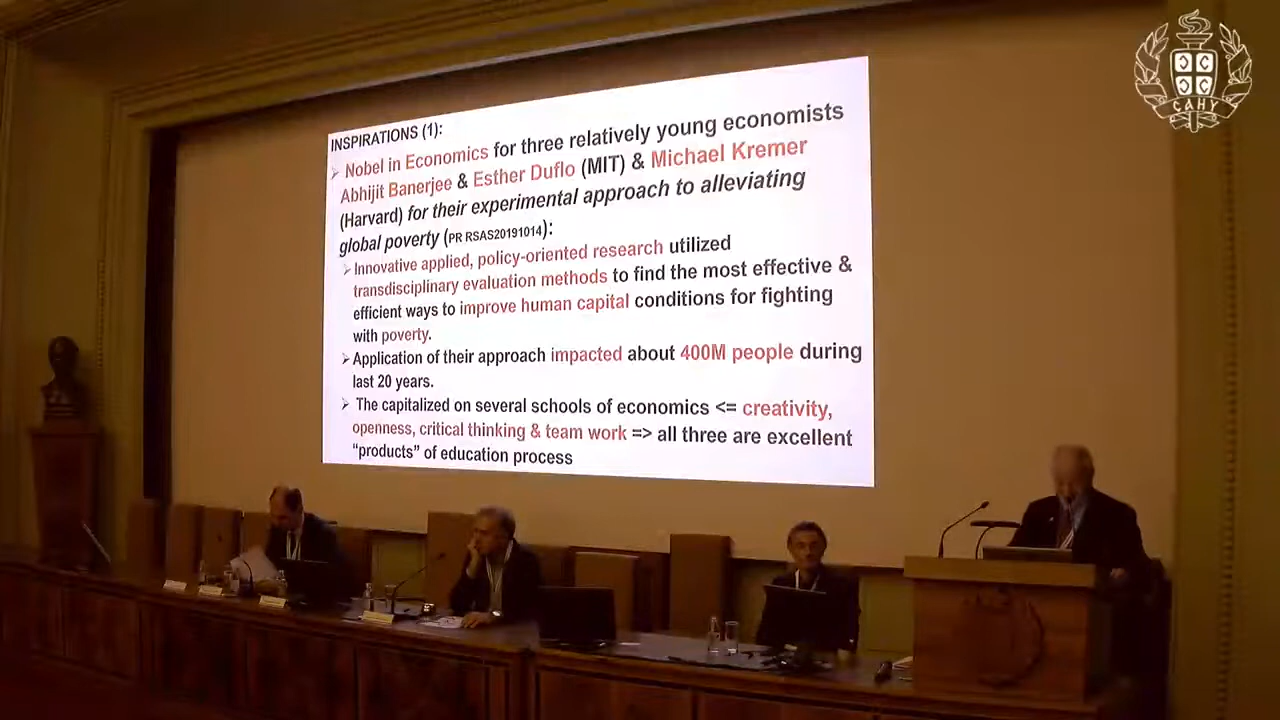 INSPIRATIONS (1):
➢ Nobel in Economics for three relatively young economists
Abhijit Banerjee & Esther Duflo (MIT) & Michael Kremer
(Harvard) for their experimental approach to alleviating
global poverty (PR RSAS20191014):
➢ Innovative applied, policy-oriented research utilized
transdisciplinary evaluation methods to find the most effective &
efficient ways to improve human capital conditions for fighting
with poverty.
➢ Application of their approach impacted about 400M people during
last 20 years.
➢ The capitalized on several schools of economics <= creativity,
openness, critical thinking & team work => all three are excellent
“products” of education process
САНУ